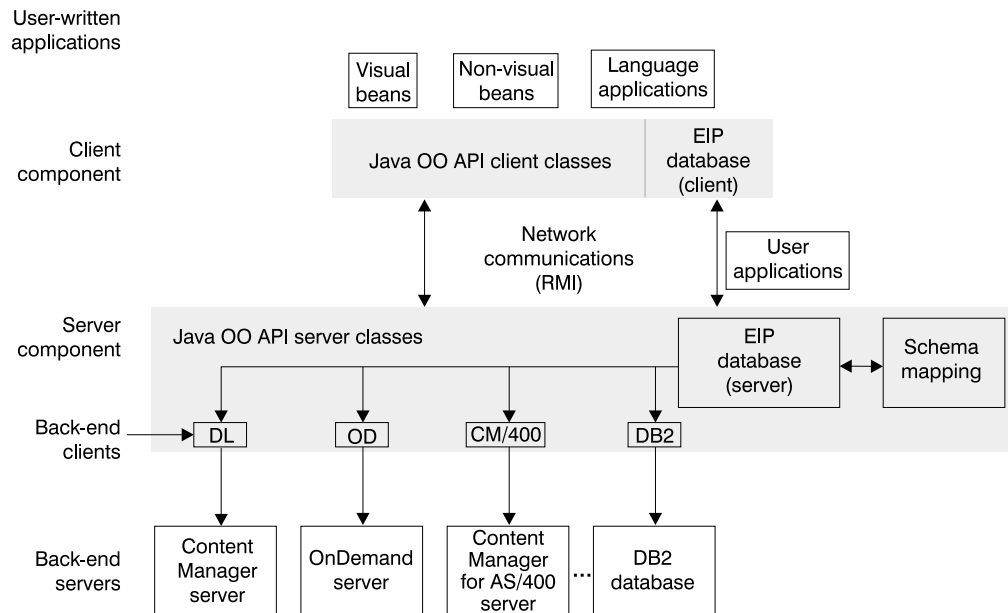 User-written
applications
Visual
beans
Non-visual
beans
Language
applications
Client
component
Java OO API client classes
EIP
database
(client)
Network
communications
(RMI)
User
applications
Server
component
Java OO API server classes
EIP
database
(server)
Schema
mapping
Back-end
clients
DL
OD
CM/400
DB2
Back-end
servers
Content
Manager
server
OnDemand
server
Content
Manager
for AS/400
server
...
DB2
database